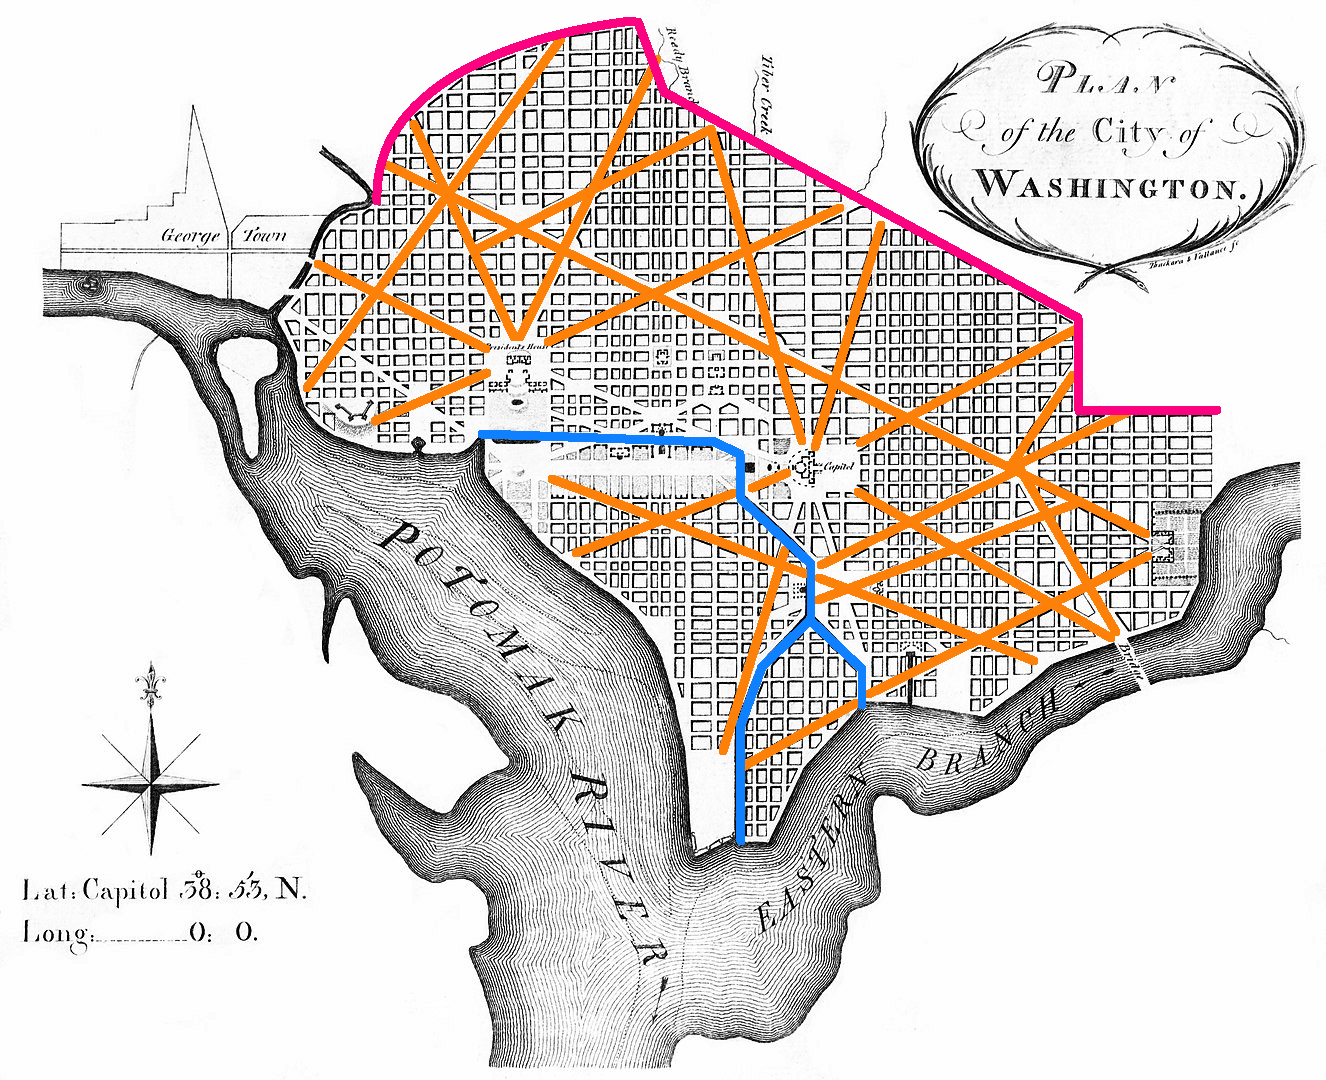 PLAN
of the City of
WASHINGTON.
Thackara & Vallance sc
Reedy Branch
Tiber Creek
George Town
Presidents House
Capitol
POTOMAK RIVER
EASTERN BRANCH
Bridge
Lat: Capitol 38: 53, N.
Long: 0: 0.